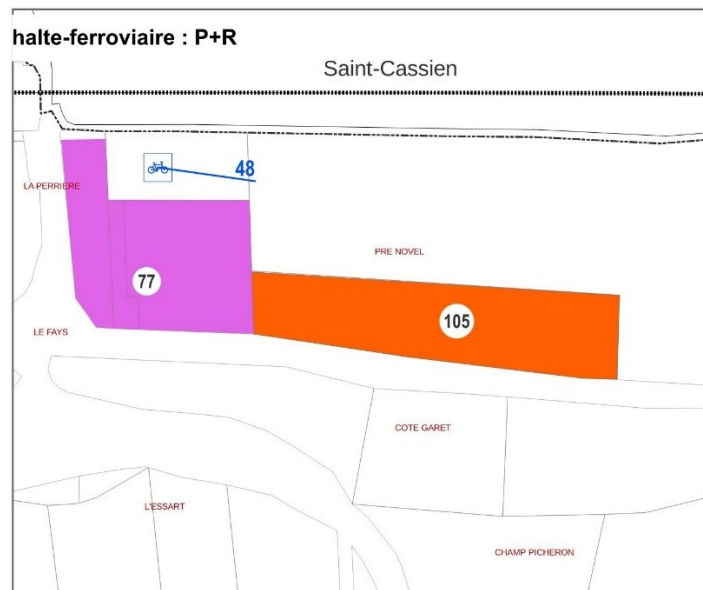 halte-ferroviaire : P+R
Saint-Cassien
48
LA PERRIERE
PRE NOVEL
77
105
LE FAYS
COTE GARET
L'ESSART
CHAMP PICHERON